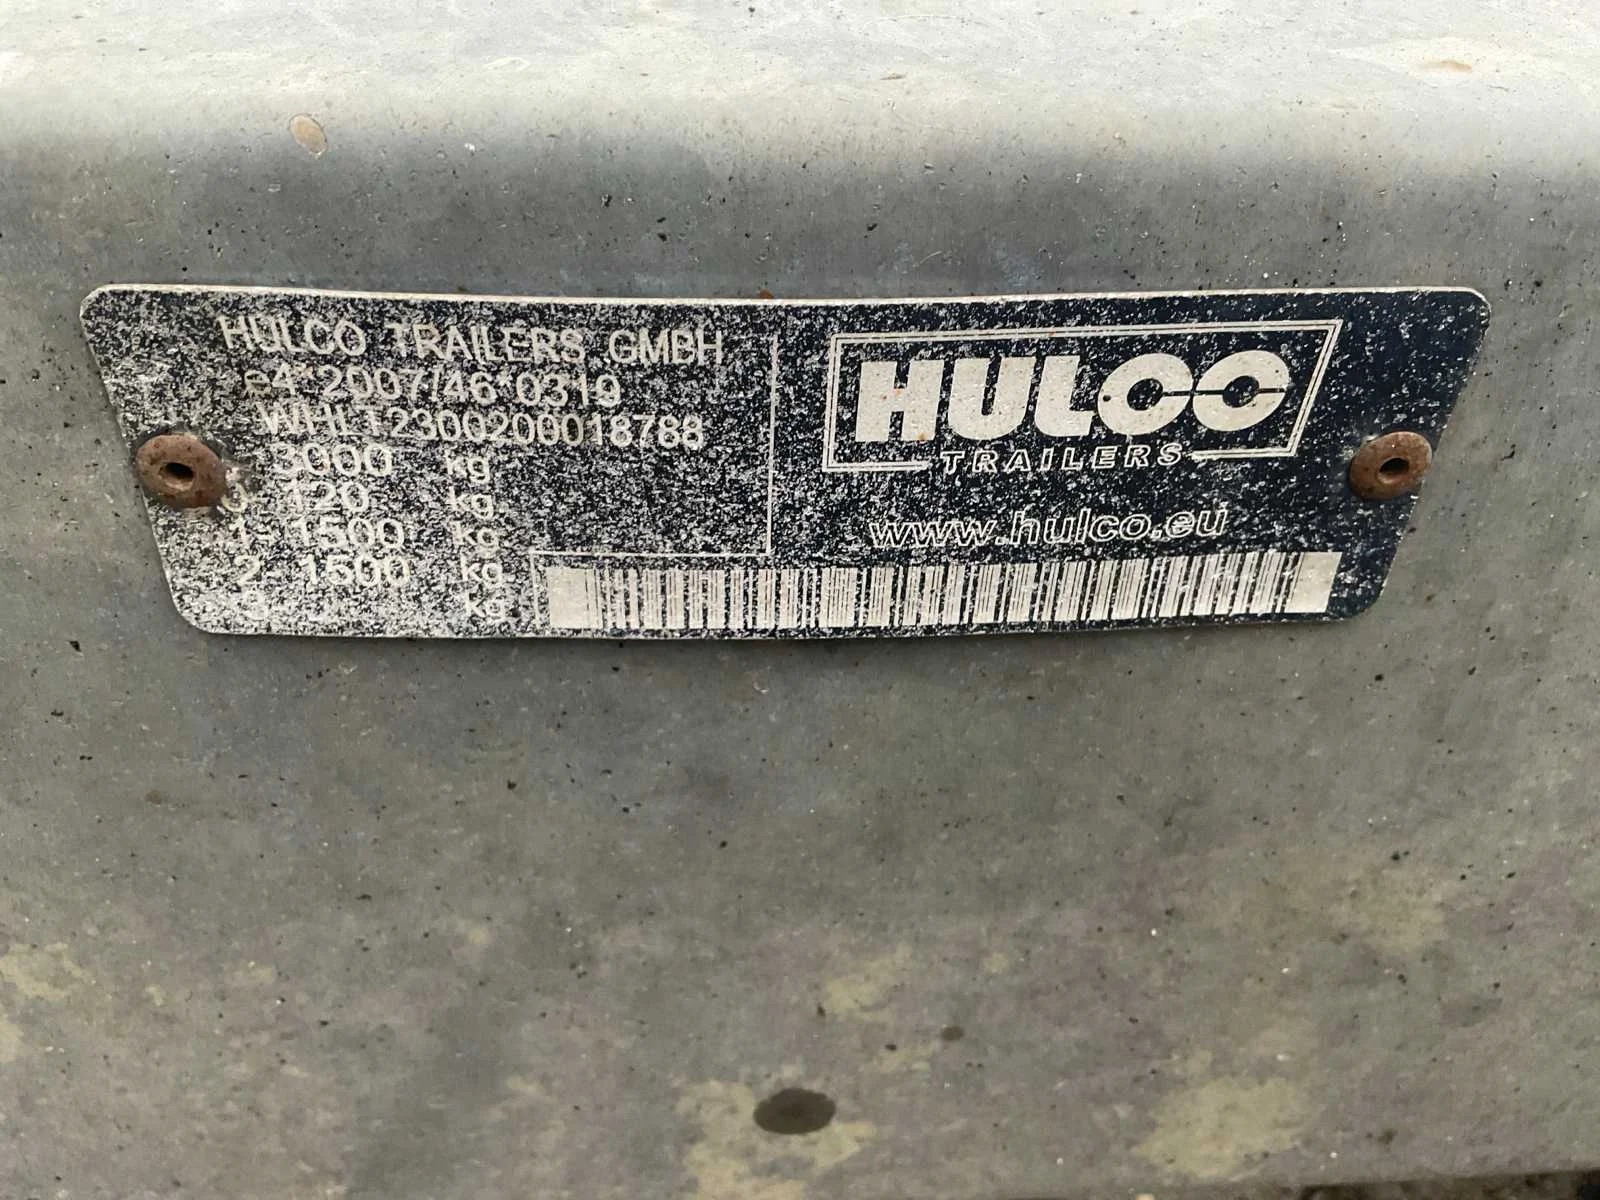 HULCO TRAILERS GMBH
e4*2007/46*0319
WHLT2300200018788
3000 kg
0- 120 kg
1- 1500 kg
2- 1500 kg
kg
HULCO
TRAILERS
www.hulco.eu